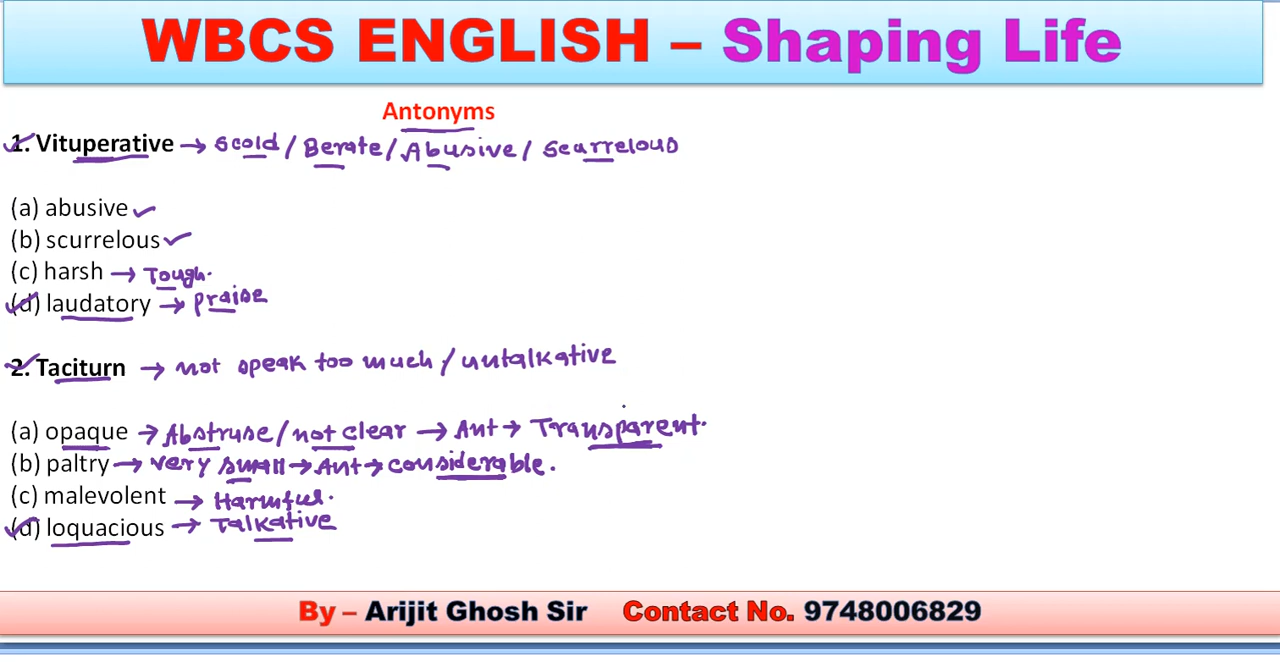 WBCS ENGLISH – Shaping Life
Antonyms
1. Vituperative → Scold / Berate / Abusive / Scurrelous
(a) abusive
(b) scurrelous
(c) harsh → Tough.
(d) laudatory → praise
2. Taciturn → not speak too much / untalkative
(a) opaque → Abstruse / not clear → Ant → Transparent.
(b) paltry → very small → Ant → considerable.
(c) malevolent → Harmful.
(d) loquacious → Talkative
By – Arijit Ghosh Sir Contact No. 9748006829